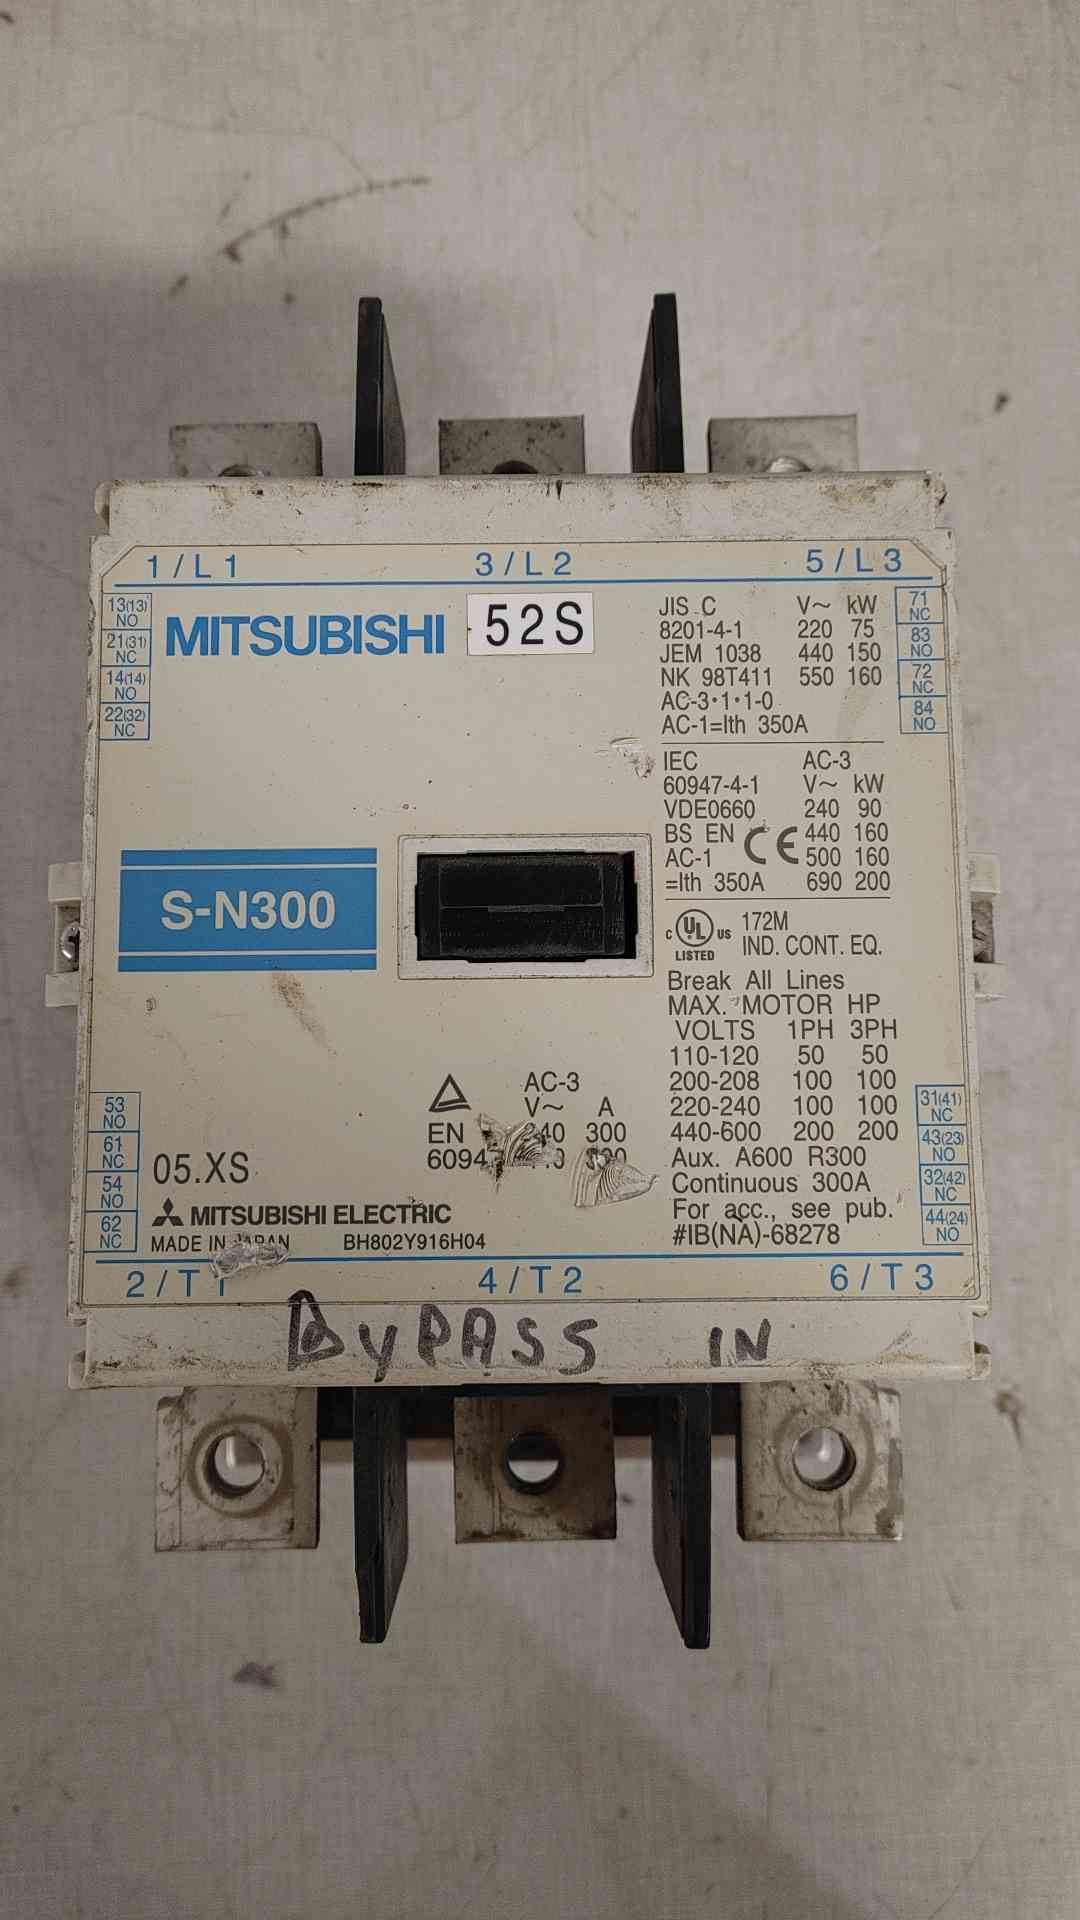 1/L1 3/L2 5/L3
13(13)
NO
21(31)
NC
14(14)
NO
22(32)
NC
MITSUBISHI
52S
JIS C V~ kW
8201-4-1 220 75
JEM 1038 440 150
NK 98T411 550 160
AC-3·1·1-0
AC-1=Ith 350A
71
NC
83
NO
72
NC
84
NO
IEC AC-3
60947-4-1 V~ kW
VDE0660 240 90
BS EN CE 440 160
AC-1 500 160
=Ith 350A 690 200
S-N300
C UL US 172M
LISTED IND. CONT. EQ.
Break All Lines
MAX. MOTOR HP
VOLTS 1PH 3PH
110-120 50 50
200-208 100 100
220-240 100 100
440-600 200 200
Aux. A600 R300
Continuous 300A
For acc., see pub.
#IB(NA)-68278
AC-3
V~ A
EN 300
53
NO
61
NC
54
NO
62
NC
05.XS
MITSUBISHI ELECTRIC
MADE IN JAPAN BH802Y916H04
31(41)
NC
43(23)
NO
32(42)
NC
44(24)
NO
2/T1 4/T2 6/T3
ByPASS IN